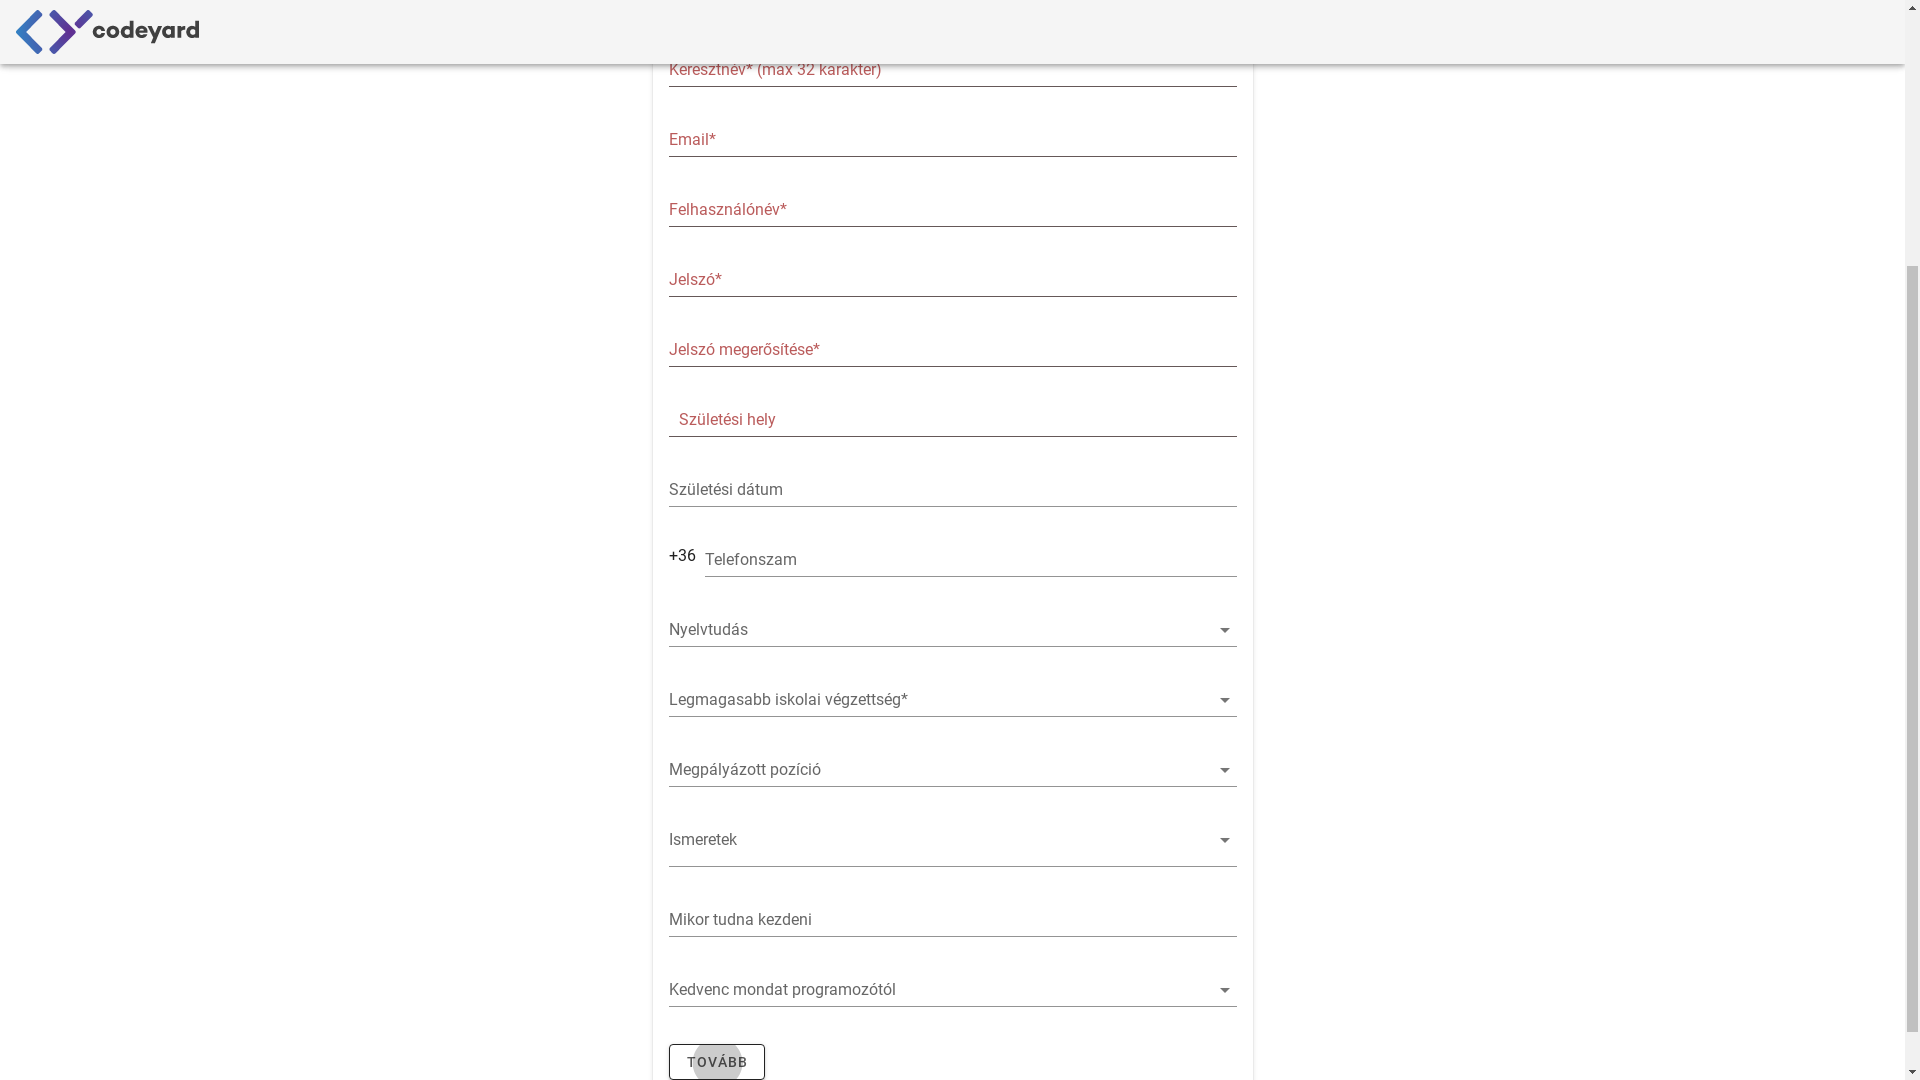 codeyard
Keresztnév* (max 32 karakter)
Email*
Felhasználónév*
Jelszó*
Jelszó megerősítése*
Születési hely
Születési dátum
+36 Telefonszam
Nyelvtudás
Legmagasabb iskolai végzettség*
Megpályázott pozíció
Ismeretek
Mikor tudna kezdeni
Kedvenc mondat programozótól
TOVÁBB